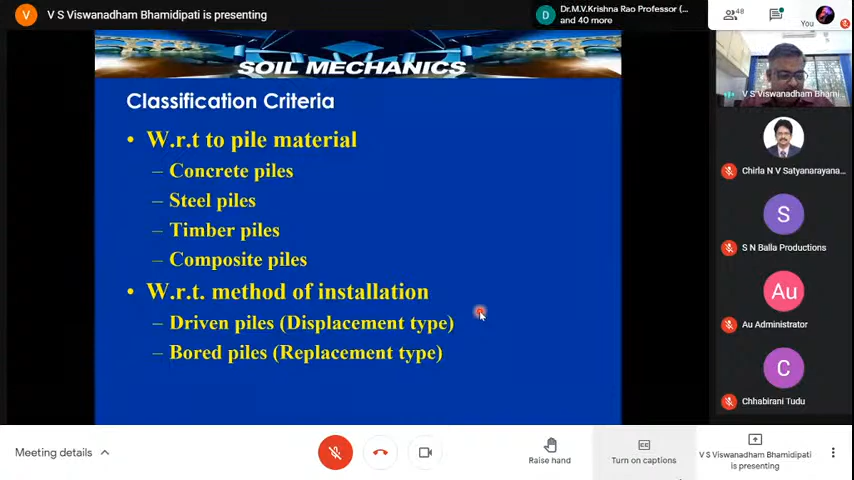 V
V S Viswanadham Bhamidipati is presenting
D
Dr.M.V.Krishna Rao Professor (...
and 40 more
48
You
SOIL MECHANICS
Classification Criteria
• W.r.t to pile material
– Concrete piles
– Steel piles
– Timber piles
– Composite piles
• W.r.t. method of installation
– Driven piles (Displacement type)
– Bored piles (Replacement type)
V S Viswanadham Bhami...
Chirla N V Satyanarayana...
S
S N Balla Productions
Au
Au Administrator
C
Chhabirani Tudu
Meeting details
Raise hand
Turn on captions
V S Viswanadham Bhamidipati
is presenting